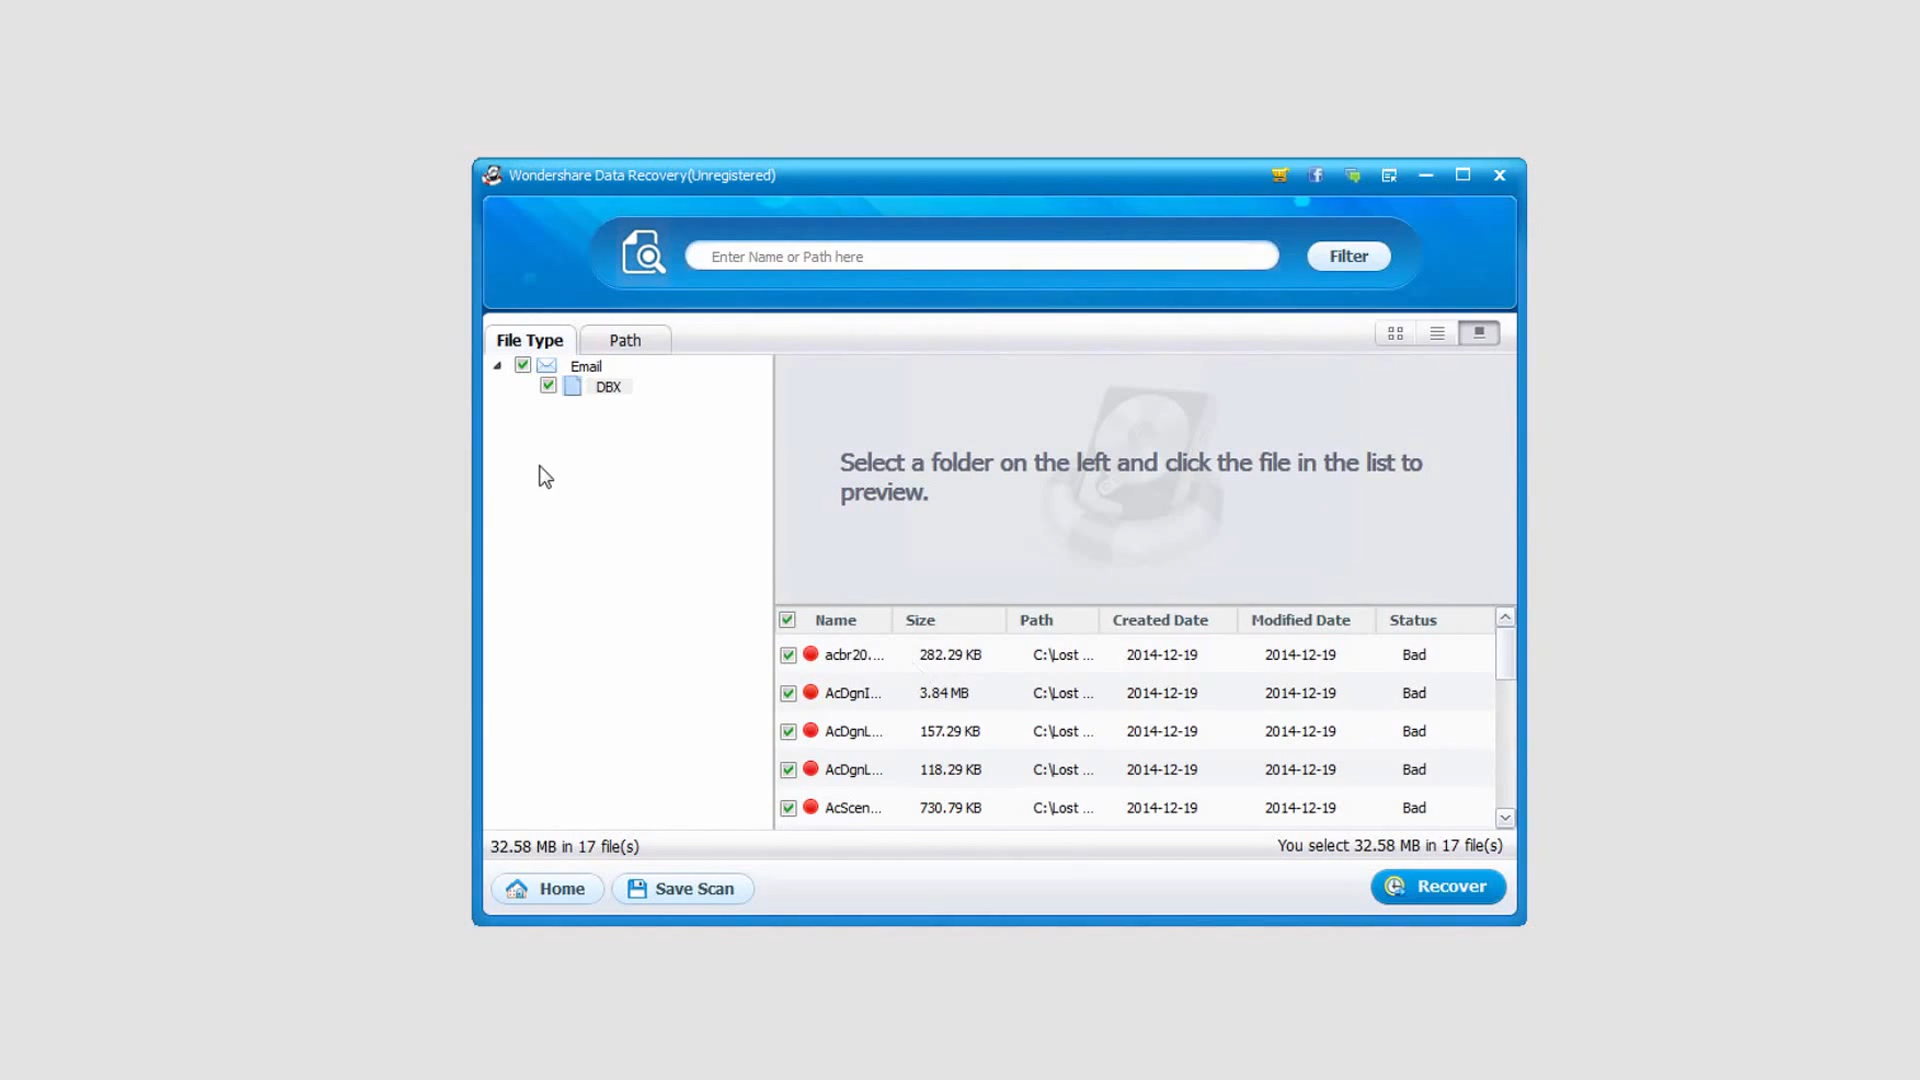 Wondershare Data Recovery(Unregistered)
Enter Name or Path here
Filter
File Type
Path
Email
DBX
Select a folder on the left and click the file in the list to
preview.
Name Size Path Created Date Modified Date Status
acbr20.... 282.29 KB C:\Lost ... 2014-12-19 2014-12-19 Bad
AcDgnI... 3.84 MB C:\Lost ... 2014-12-19 2014-12-19 Bad
AcDgnL... 157.29 KB C:\Lost ... 2014-12-19 2014-12-19 Bad
AcDgnL... 118.29 KB C:\Lost ... 2014-12-19 2014-12-19 Bad
AcScen... 730.79 KB C:\Lost ... 2014-12-19 2014-12-19 Bad
32.58 MB in 17 file(s)
You select 32.58 MB in 17 file(s)
Home
Save Scan
Recover